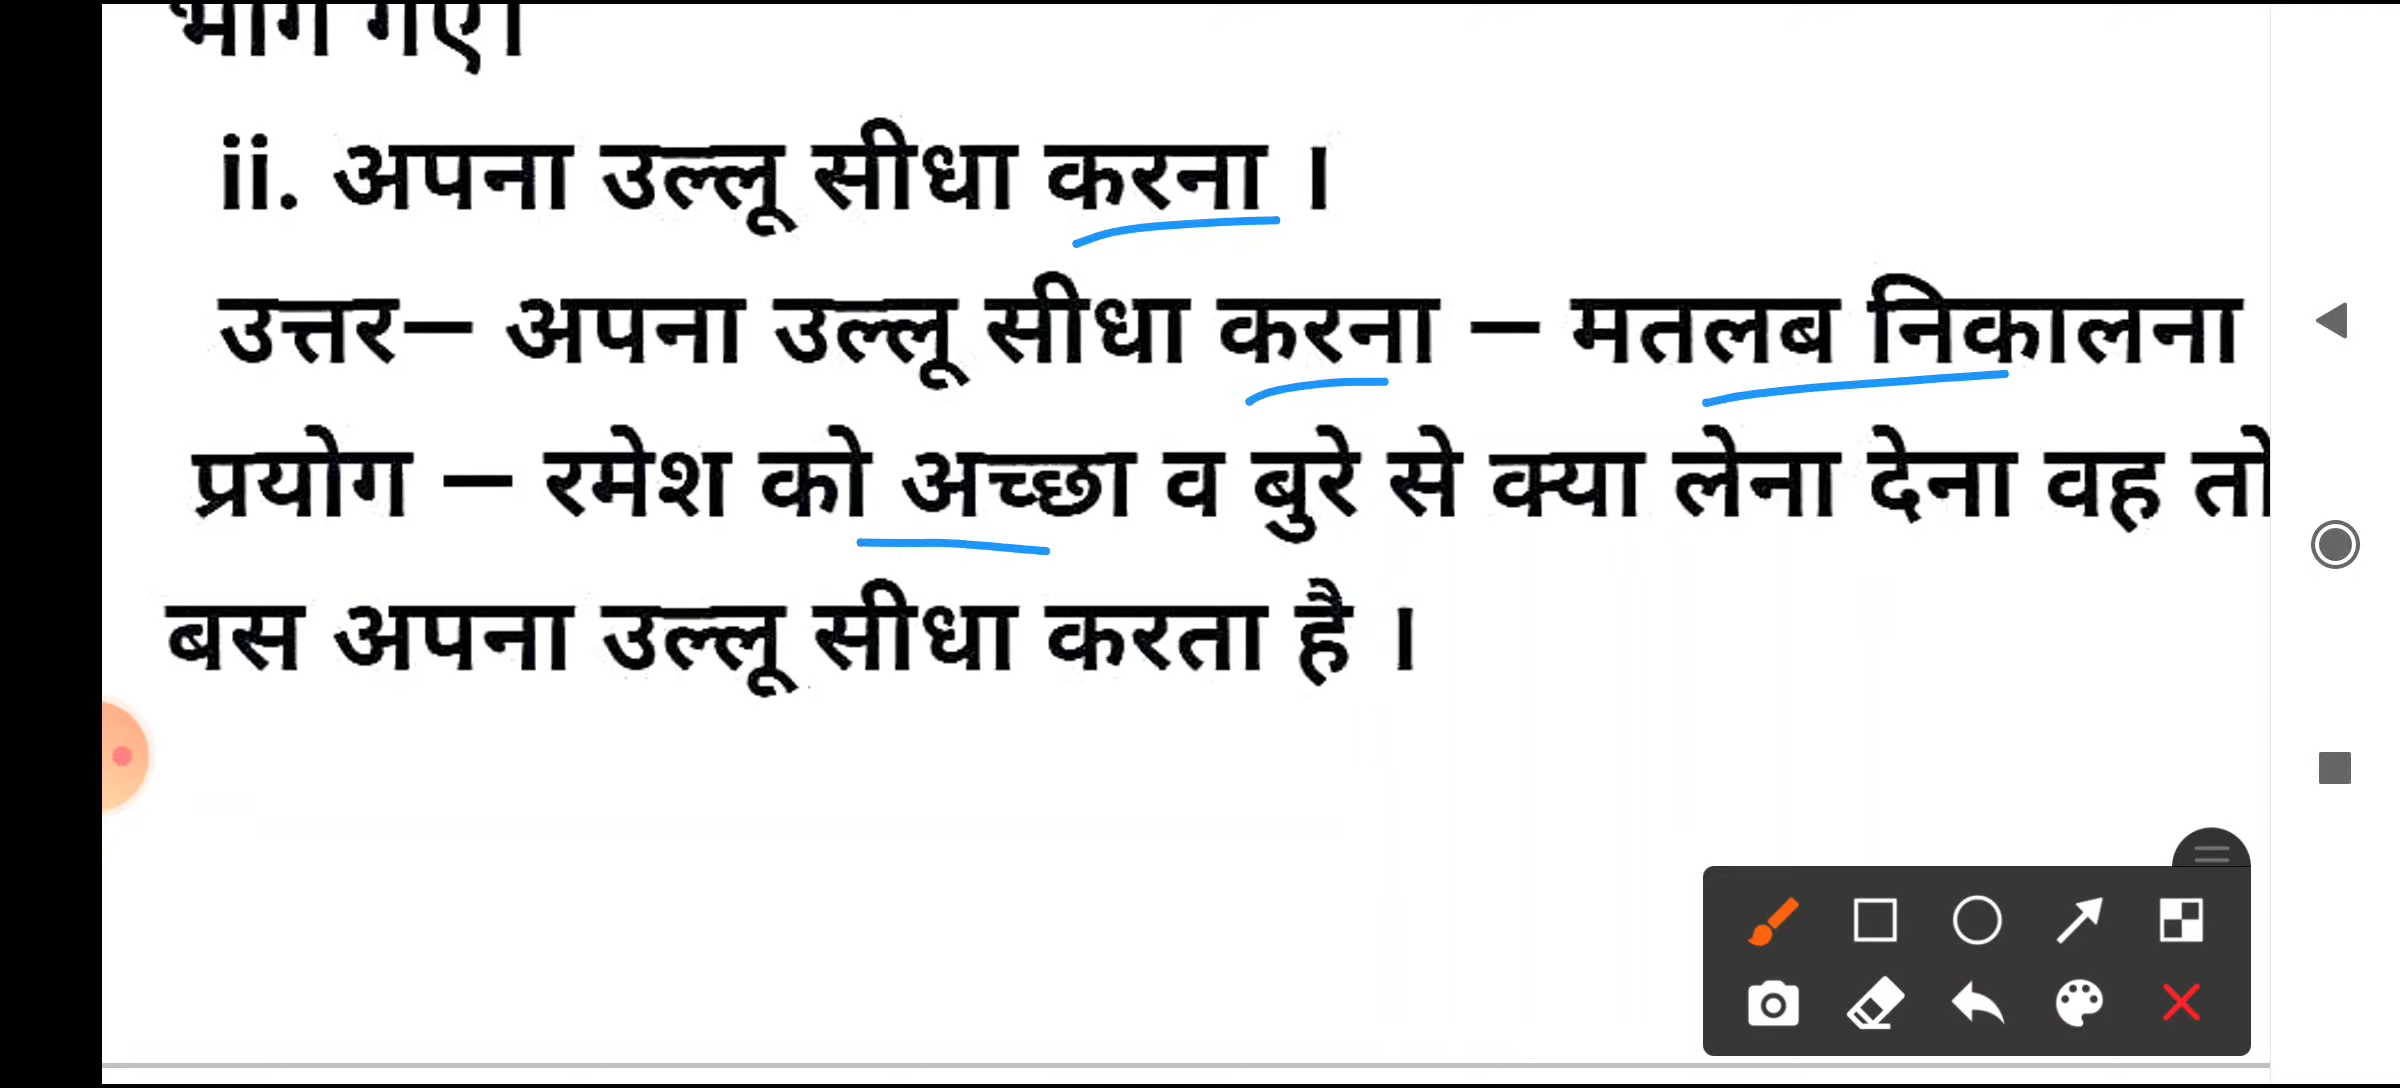 भाग गए।
ii. अपना उल्लू सीधा करना ।
उत्तर– अपना उल्लू सीधा करना – मतलब निकालना
प्रयोग – रमेश को अच्छा व बुरे से क्या लेना देना वह तो
बस अपना उल्लू सीधा करता है ।